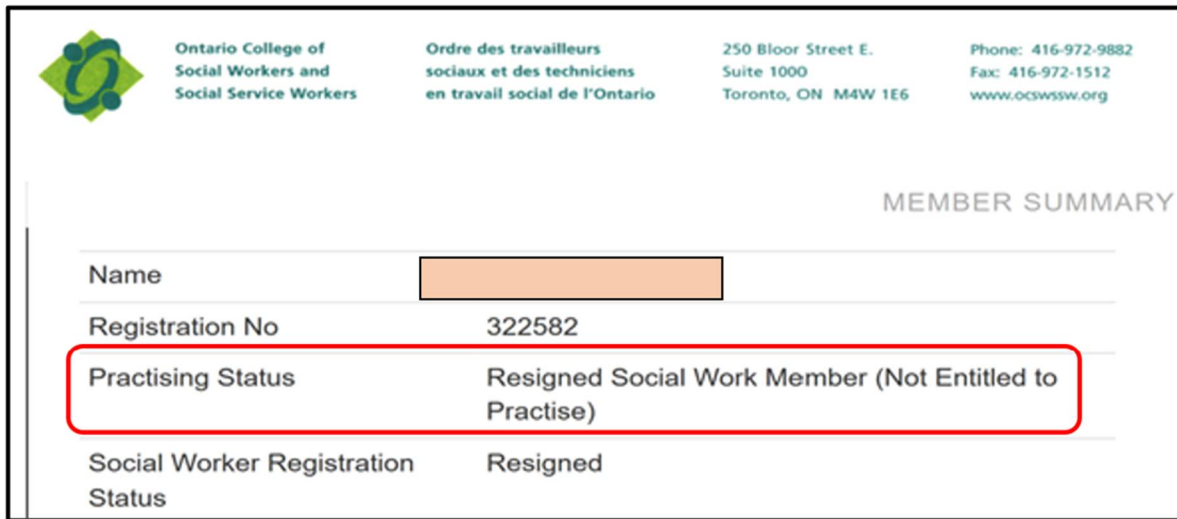 Ontario College of
Social Workers and
Social Service Workers
Ordre des travailleurs
sociaux et des techniciens
en travail social de l'Ontario
250 Bloor Street E.
Suite 1000
Toronto, ON M4W 1E6
Phone: 416-972-9882
Fax: 416-972-1512
www.ocswssw.org
MEMBER SUMMARY
Name
Registration No 322582
Practising Status Resigned Social Work Member (Not Entitled to
Practise)
Social Worker Registration Resigned
Status